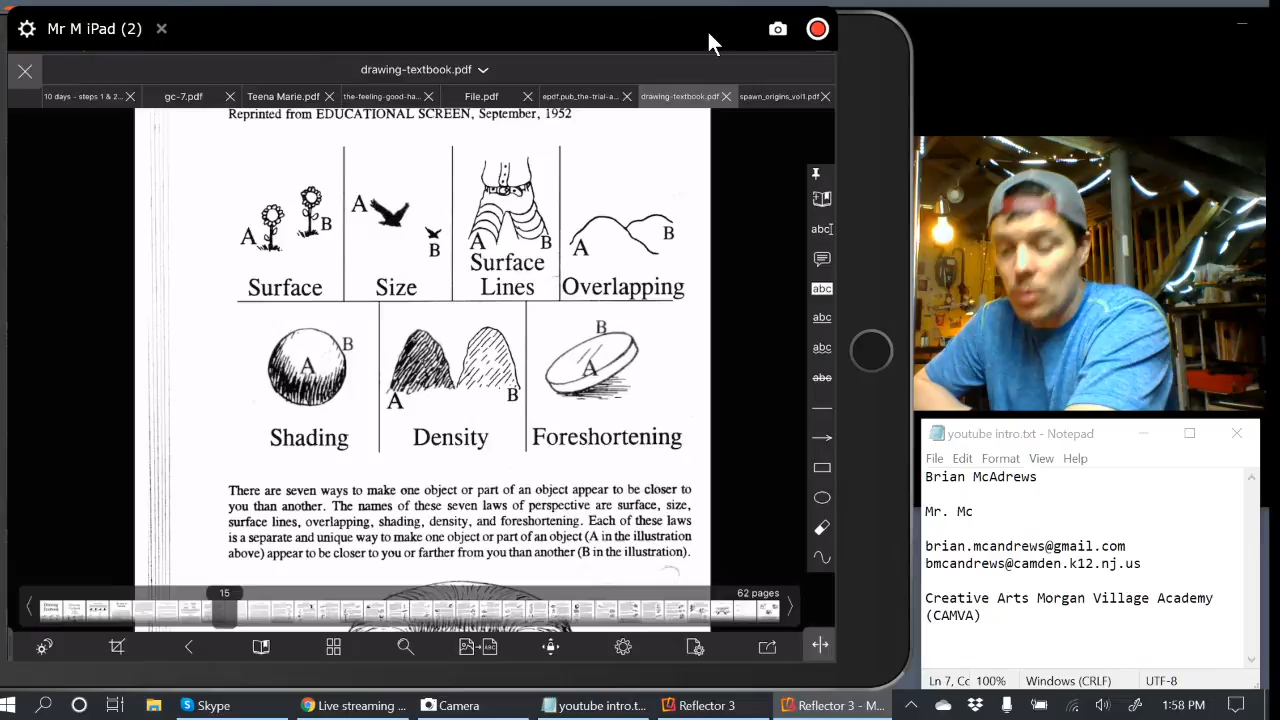 Mr M iPad (2)
drawing-textbook.pdf
10 days - steps 1 & 2...
gc-7.pdf
Teena Marie.pdf
the-feeling-good-ha...
File.pdf
epdf.pub_the-trial-a...
drawing-textbook.pdf
spawn_origins_vol1.pdf
Reprinted from EDUCATIONAL SCREEN, September, 1952
A B
Surface
A B
Size
A B
Surface
Lines
A B
Overlapping
A B
Shading
A B
Density
B
A
Foreshortening
There are seven ways to make one object or part of an object appear to be closer to
you than another. The names of these seven laws of perspective are surface, size,
surface lines, overlapping, shading, density, and foreshortening. Each of these laws
is a separate and unique way to make one object or part of an object (A in the illustration
above) appear to be closer to you or farther from you than another (B in the illustration).
abc
abc
abc
abc
abc
15
62 pages
ABC
youtube intro.txt - Notepad
File Edit Format View Help
Brian McAdrews
Mr. Mc
brian.mcandrews@gmail.com
bmcandrews@camden.k12.nj.us
Creative Arts Morgan Village Academy
(CAMVA)
Ln 7, Cc 100% Windows (CRLF) UTF-8
Skype
Live streaming ...
Camera
youtube intro.t...
Reflector 3
Reflector 3 - M...
1:58 PM